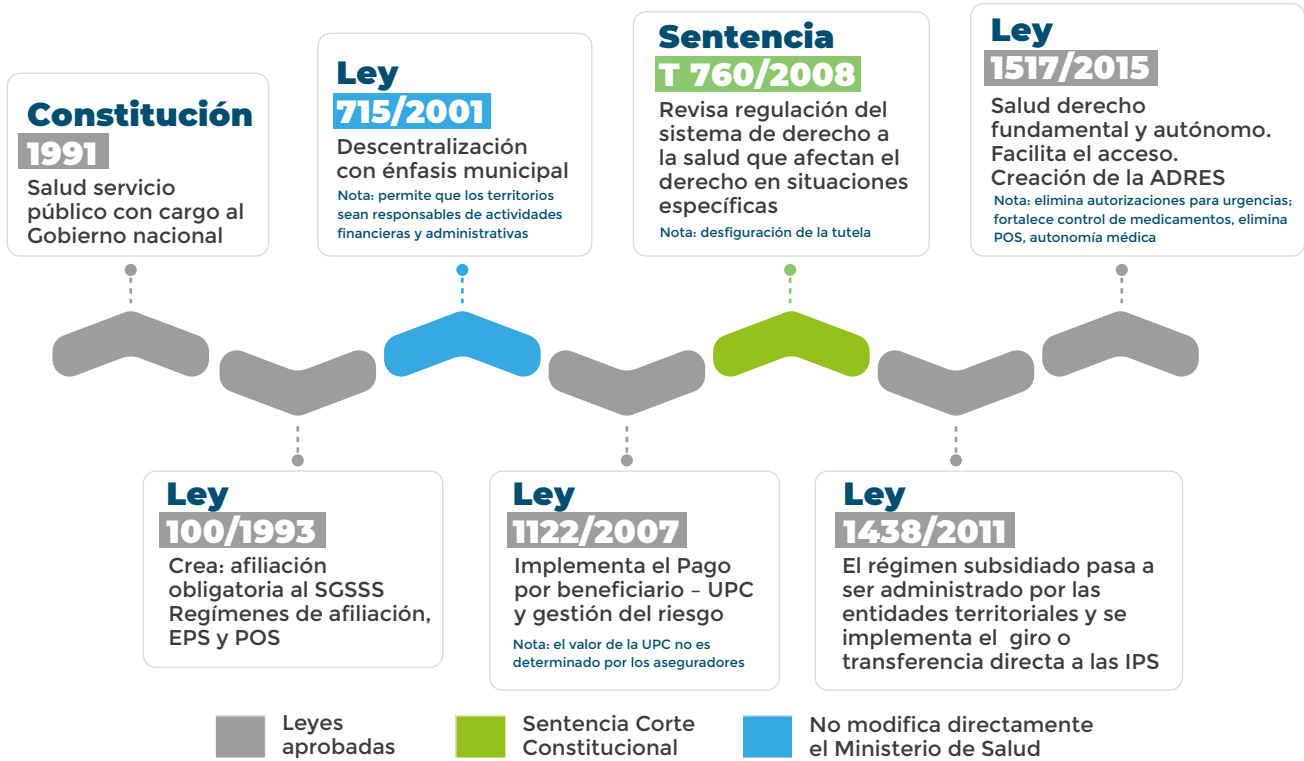 Constitución
1991
Salud servicio
público con cargo al
Gobierno nacional
Ley
715/2001
Descentralización
con énfasis municipal
Nota: permite que los territorios
sean responsables de actividades
financieras y administrativas
Sentencia
T 760/2008
Revisa regulación del
sistema de derecho a
la salud que afectan el
derecho en situaciones
específicas
Nota: desfiguración de la tutela
Ley
1517/2015
Salud derecho
fundamental y autónomo.
Facilita el acceso.
Creación de la ADRES
Nota: elimina autorizaciones para urgencias;
fortalece control de medicamentos, elimina
POS, autonomía médica
Ley
100/1993
Crea: afiliación
obligatoria al SGSSS
Regímenes de afiliación,
EPS y POS
Ley
1122/2007
Implementa el Pago
por beneficiario – UPC
y gestión del riesgo
Nota: el valor de la UPC no es
determinado por los aseguradores
Ley
1438/2011
El régimen subsidiado pasa a
ser administrado por las
entidades territoriales y se
implementa el giro o
transferencia directa a las IPS
Leyes
aprobadas
Sentencia Corte
Constitucional
No modifica directamente
el Ministerio de Salud